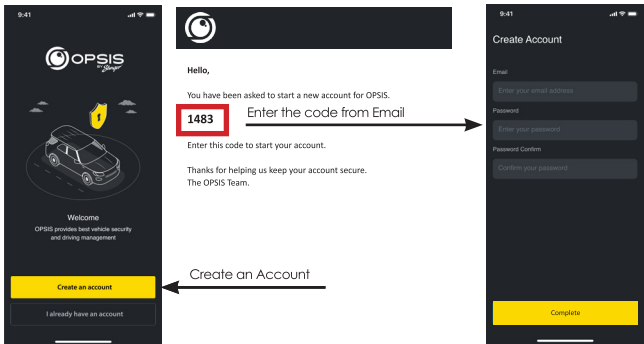 9:41
OPSIS
BY Stinger
Welcome
OPSIS provides best vehicle security
and driving management
Create an account
I already have an account
Hello,
You have been asked to start a new account for OPSIS.
1483
Enter the code from Email
Enter this code to start your account.
Thanks for helping us keep your account secure.
The OPSIS Team.
Create an Account
9:41
Create Account
Email
Enter your email address
Password
Enter your password
Password Confirm
Confirm your password
Complete